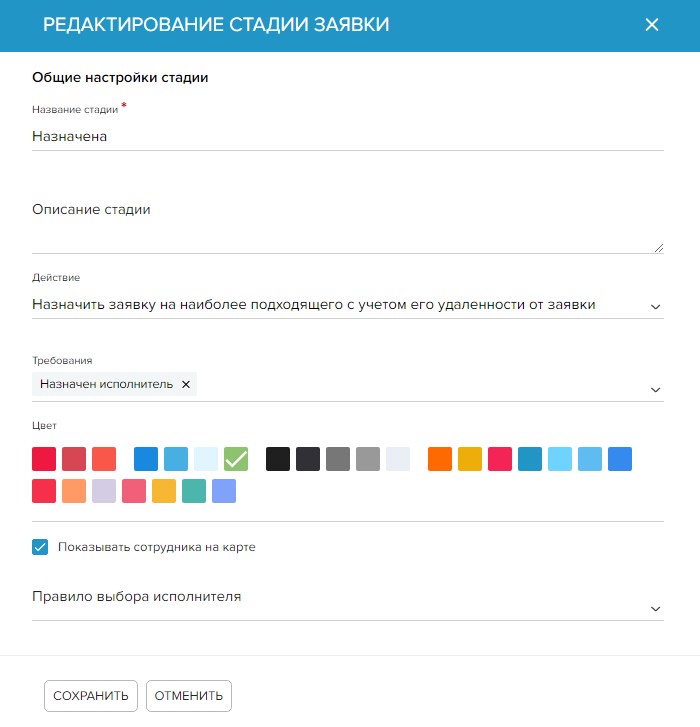 РЕДАКТИРОВАНИЕ СТАДИИ ЗАЯВКИ
Общие настройки стадии
Название стадии *
Назначена
Описание стадии
Действие
Назначить заявку на наиболее подходящего с учетом его удаленности от заявки
Требования
Назначен исполнитель
Цвет
Показывать сотрудника на карте
Правило выбора исполнителя
СОХРАНИТЬ ОТМЕНИТЬ